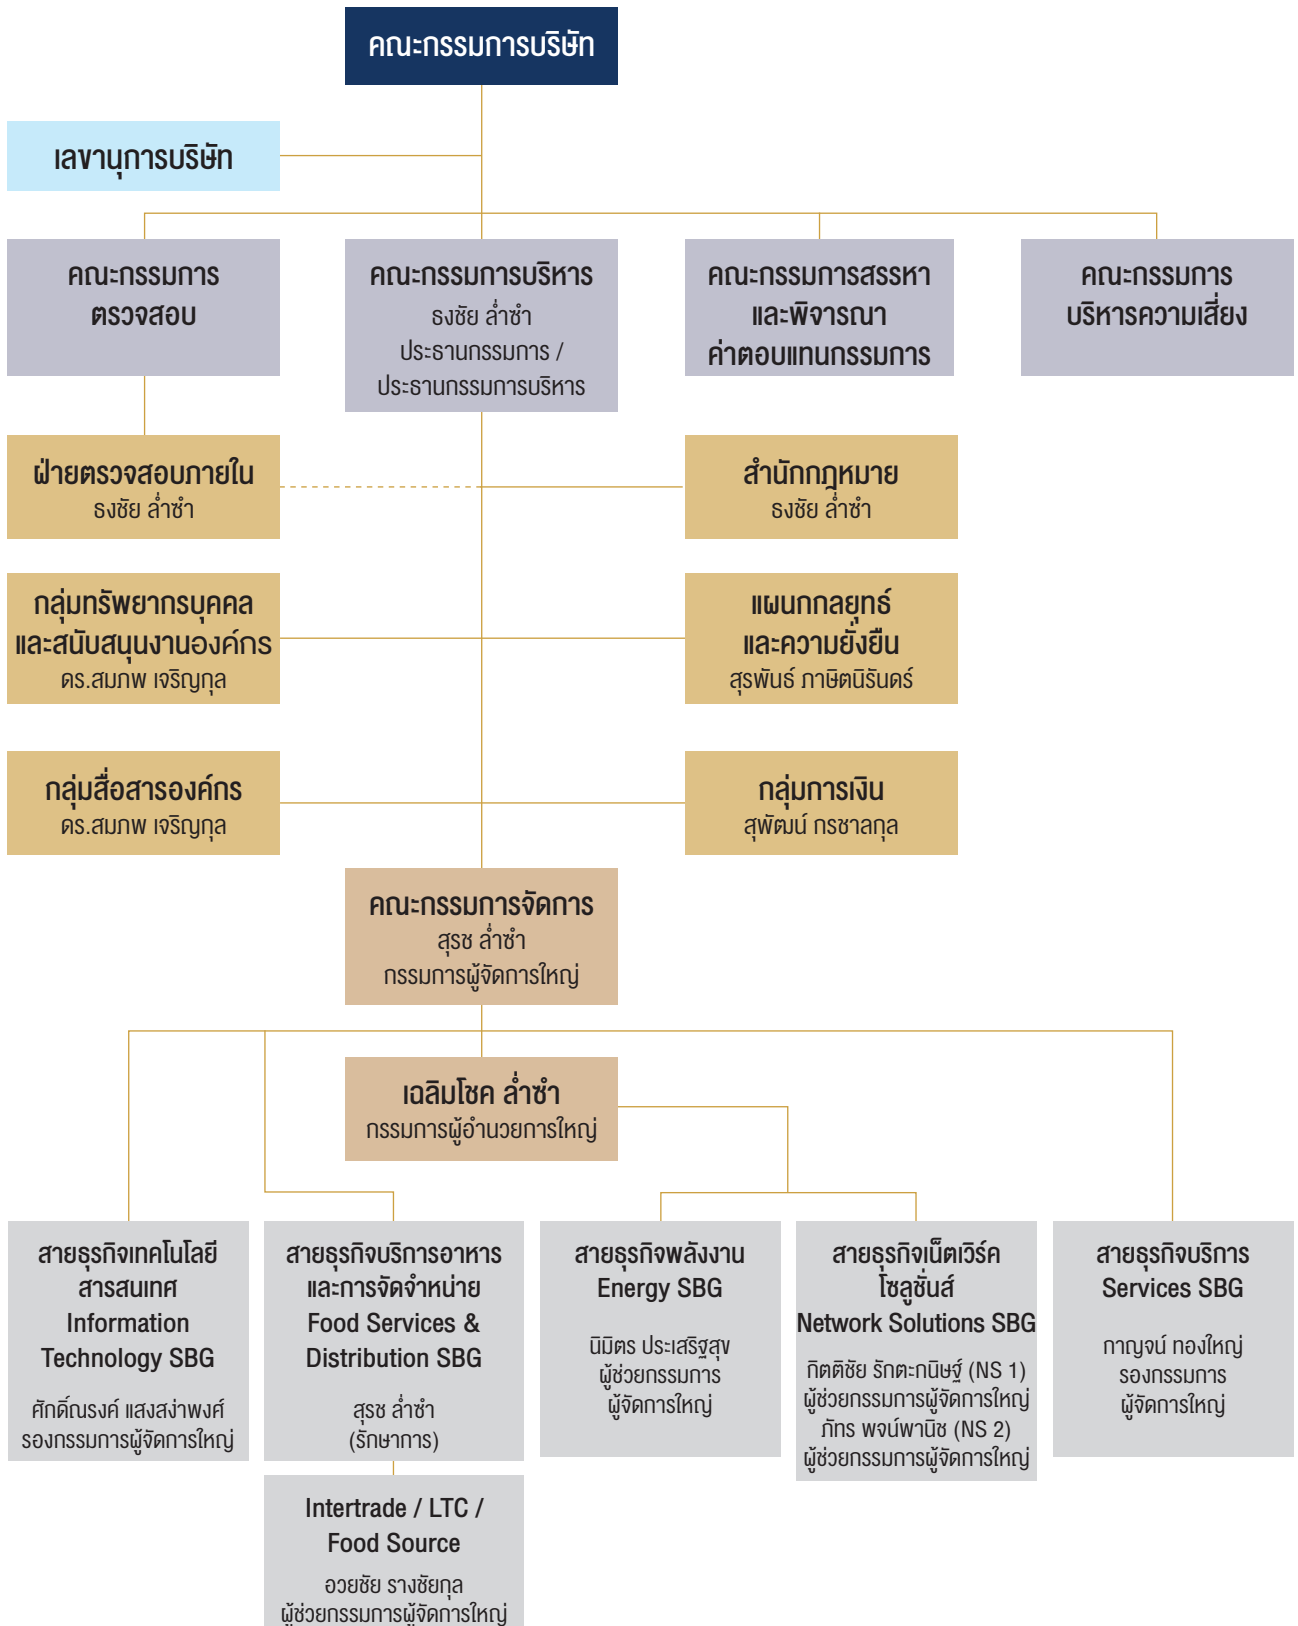 คณะกรรมการบริษัท
เลขานุการบริษัท
คณะกรรมการ
ตรวจสอบ
คณะกรรมการบริหาร
ธงชัย ล่ำซำ
ประธานกรรมการ /
ประธานกรรมการบริหาร
คณะกรรมการสรรหา
และพิจารณา
ค่าตอบแทนกรรมการ
คณะกรรมการ
บริหารความเสี่ยง
ฝ่ายตรวจสอบภายใน
ธงชัย ล่ำซำ
สำนักกฎหมาย
ธงชัย ล่ำซำ
กลุ่มทรัพยากรบุคคล
และสนับสนุนงานองค์กร
ดร.สมภพ เจริญกุล
แผนกกลยุทธ์
และความยั่งยืน
สุรพันธ์ ภาษิตนิรันดร์
กลุ่มสื่อสารองค์กร
ดร.สมภพ เจริญกุล
กลุ่มการเงิน
สุพัฒน์ กรชาลกุล
คณะกรรมการจัดการ
สุรช ล่ำซำ
กรรมการผู้จัดการใหญ่
เฉลิมโชค ล่ำซำ
กรรมการผู้อำนวยการใหญ่
สายธุรกิจเทคโนโลยี
สารสนเทศ
Information
Technology SBG
ศักดิ์ณรงค์ แสงสง่าพงศ์
รองกรรมการผู้จัดการใหญ่
สายธุรกิจบริการอาหาร
และการจัดจำหน่าย
Food Services &
Distribution SBG
สุรช ล่ำซำ
(รักษาการ)
Intertrade / LTC /
Food Source
อวยชัย รางชัยกุล
ผู้ช่วยกรรมการผู้จัดการใหญ่
สายธุรกิจพลังงาน
Energy SBG
นิมิตร ประเสริฐสุข
ผู้ช่วยกรรมการ
ผู้จัดการใหญ่
สายธุรกิจเน็ตเวิร์ค
โซลูชั่นส์
Network Solutions SBG
กิตติชัย รักตะกนิษฐ์ (NS 1)
ผู้ช่วยกรรมการผู้จัดการใหญ่
ภัทร พจน์พานิช (NS 2)
ผู้ช่วยกรรมการผู้จัดการใหญ่
สายธุรกิจบริการ
Services SBG
กาญจน์ ทองใหญ่
รองกรรมการ
ผู้จัดการใหญ่